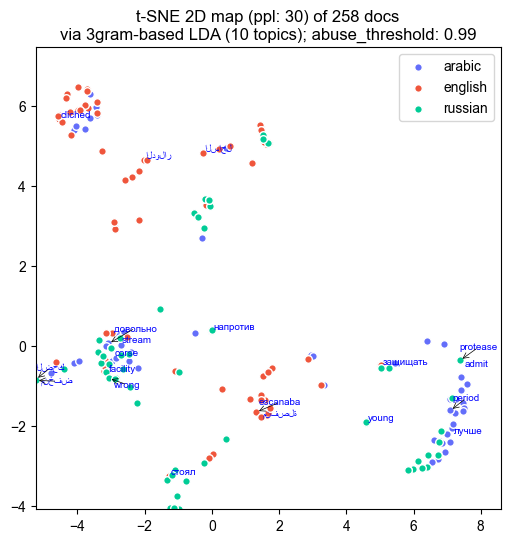 t-SNE 2D map (ppl: 30) of 258 docs
via 3gram-based LDA (10 topics); abuse_threshold: 0.99
arabic
english
russian
6
4
2
0
−2
−4
−4
−2
0
2
4
6
8
cliched
напротив
довольно
stream
corse
facility
wrong
защищать
protease
admit
period
лучше
young
escanaba
стоял